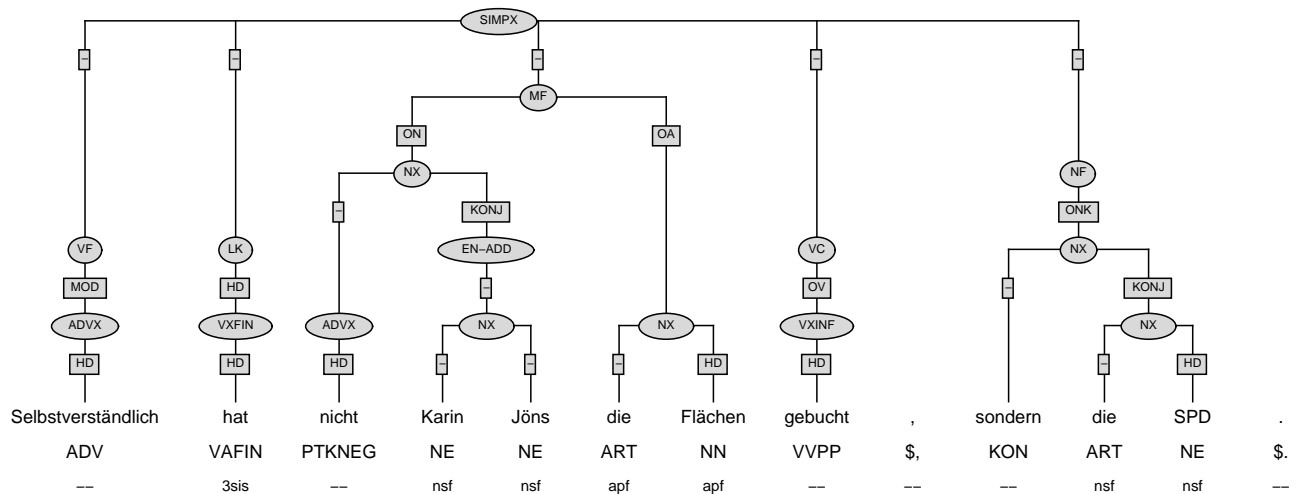 SIMPX
– – – – –
MF
ON OA
NX NF
– KONJ ONK
VF LK EN–ADD VC NX
MOD HD – OV – KONJ
ADVX VXFIN ADVX NX NX VXINF NX
HD HD HD – – – HD HD – HD
Selbstverständlich hat nicht Karin Jöns die Flächen gebucht , sondern die SPD .
ADV VAFIN PTKNEG NE NE ART NN VVPP $, KON ART NE $.
–– 3sis –– nsf nsf apf apf –– –– –– nsf nsf ––